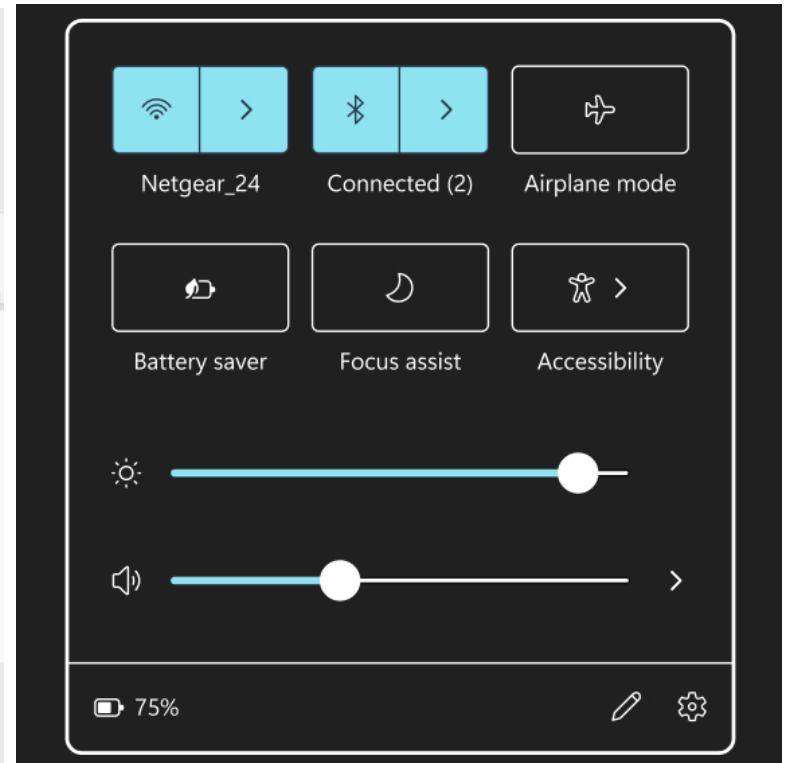 Netgear_24
Connected (2)
Airplane mode
Battery saver
Focus assist
Accessibility
75%